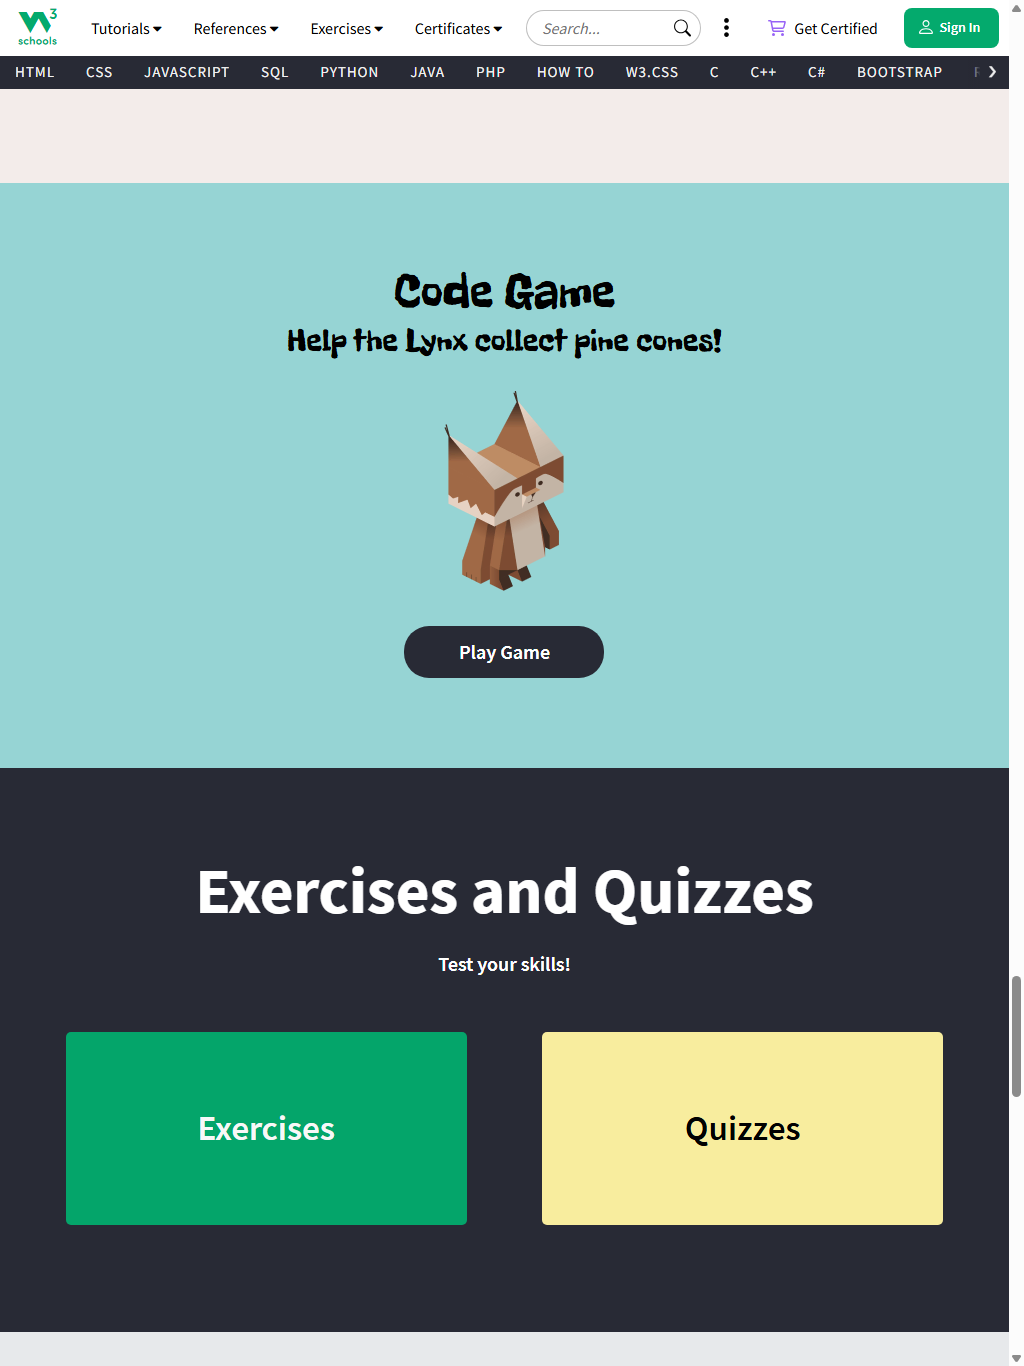 3
schools
Tutorials
References
Exercises
Certificates
Search...
Get Certified
Sign In
HTML
CSS
JAVASCRIPT
SQL
PYTHON
JAVA
PHP
HOW TO
W3.CSS
C
C++
C#
BOOTSTRAP
Code Game
Help the Lynx collect pine cones!
Play Game
Exercises and Quizzes
Test your skills!
Exercises
Quizzes